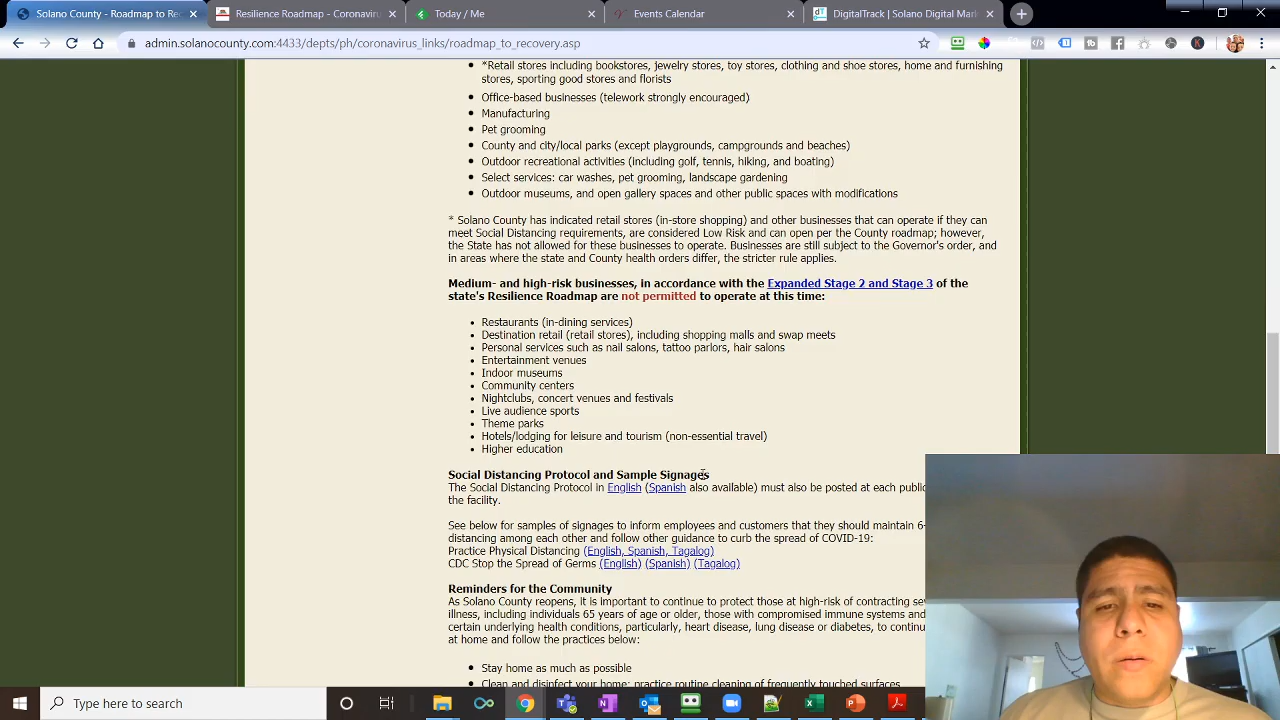 Solano County - Roadmap to Rec
Resilience Roadmap - Coronaviru
Today / Me
Events Calendar
DigitalTrack | Solano Digital Mark
admin.solanocounty.com:4433/depts/ph/coronavirus_links/roadmap_to_recovery.asp
*Retail stores including bookstores, jewelry stores, toy stores, clothing and shoe stores, home and furnishing
stores, sporting good stores and florists
Office-based businesses (telework strongly encouraged)
Manufacturing
Pet grooming
County and city/local parks (except playgrounds, campgrounds and beaches)
Outdoor recreational activities (including golf, tennis, hiking, and boating)
Select services: car washes, pet grooming, landscape gardening
Outdoor museums, and open gallery spaces and other public spaces with modifications
* Solano County has indicated retail stores (in-store shopping) and other businesses that can operate if they can
meet Social Distancing requirements, are considered Low Risk and can open per the County roadmap; however,
the State has not allowed for these businesses to operate. Businesses are still subject to the Governor's order, and
in areas where the state and County health orders differ, the stricter rule applies.
Medium- and high-risk businesses, in accordance with the Expanded Stage 2 and Stage 3 of the
state's Resilience Roadmap are not permitted to operate at this time:
Restaurants (in-dining services)
Destination retail (retail stores), including shopping malls and swap meets
Personal services such as nail salons, tattoo parlors, hair salons
Entertainment venues
Indoor museums
Community centers
Nightclubs, concert venues and festivals
Live audience sports
Theme parks
Hotels/lodging for leisure and tourism (non-essential travel)
Higher education
Social Distancing Protocol and Sample Signages
The Social Distancing Protocol in English (Spanish also available) must also be posted at each public
the facility.
See below for samples of signages to inform employees and customers that they should maintain 6-
distancing among each other and follow other guidance to curb the spread of COVID-19:
Practice Physical Distancing (English, Spanish, Tagalog)
CDC Stop the Spread of Germs (English) (Spanish) (Tagalog)
Reminders for the Community
As Solano County reopens, it is important to continue to protect those at high-risk of contracting se
illness, including individuals 65 years of age or older, those with compromised immune systems and
certain underlying health conditions, particularly, heart disease, lung disease or diabetes, to continu
at home and follow the practices below:
Stay home as much as possible
Clean and disinfect your home: practice routine cleaning of frequently touched surfaces
Type here to search